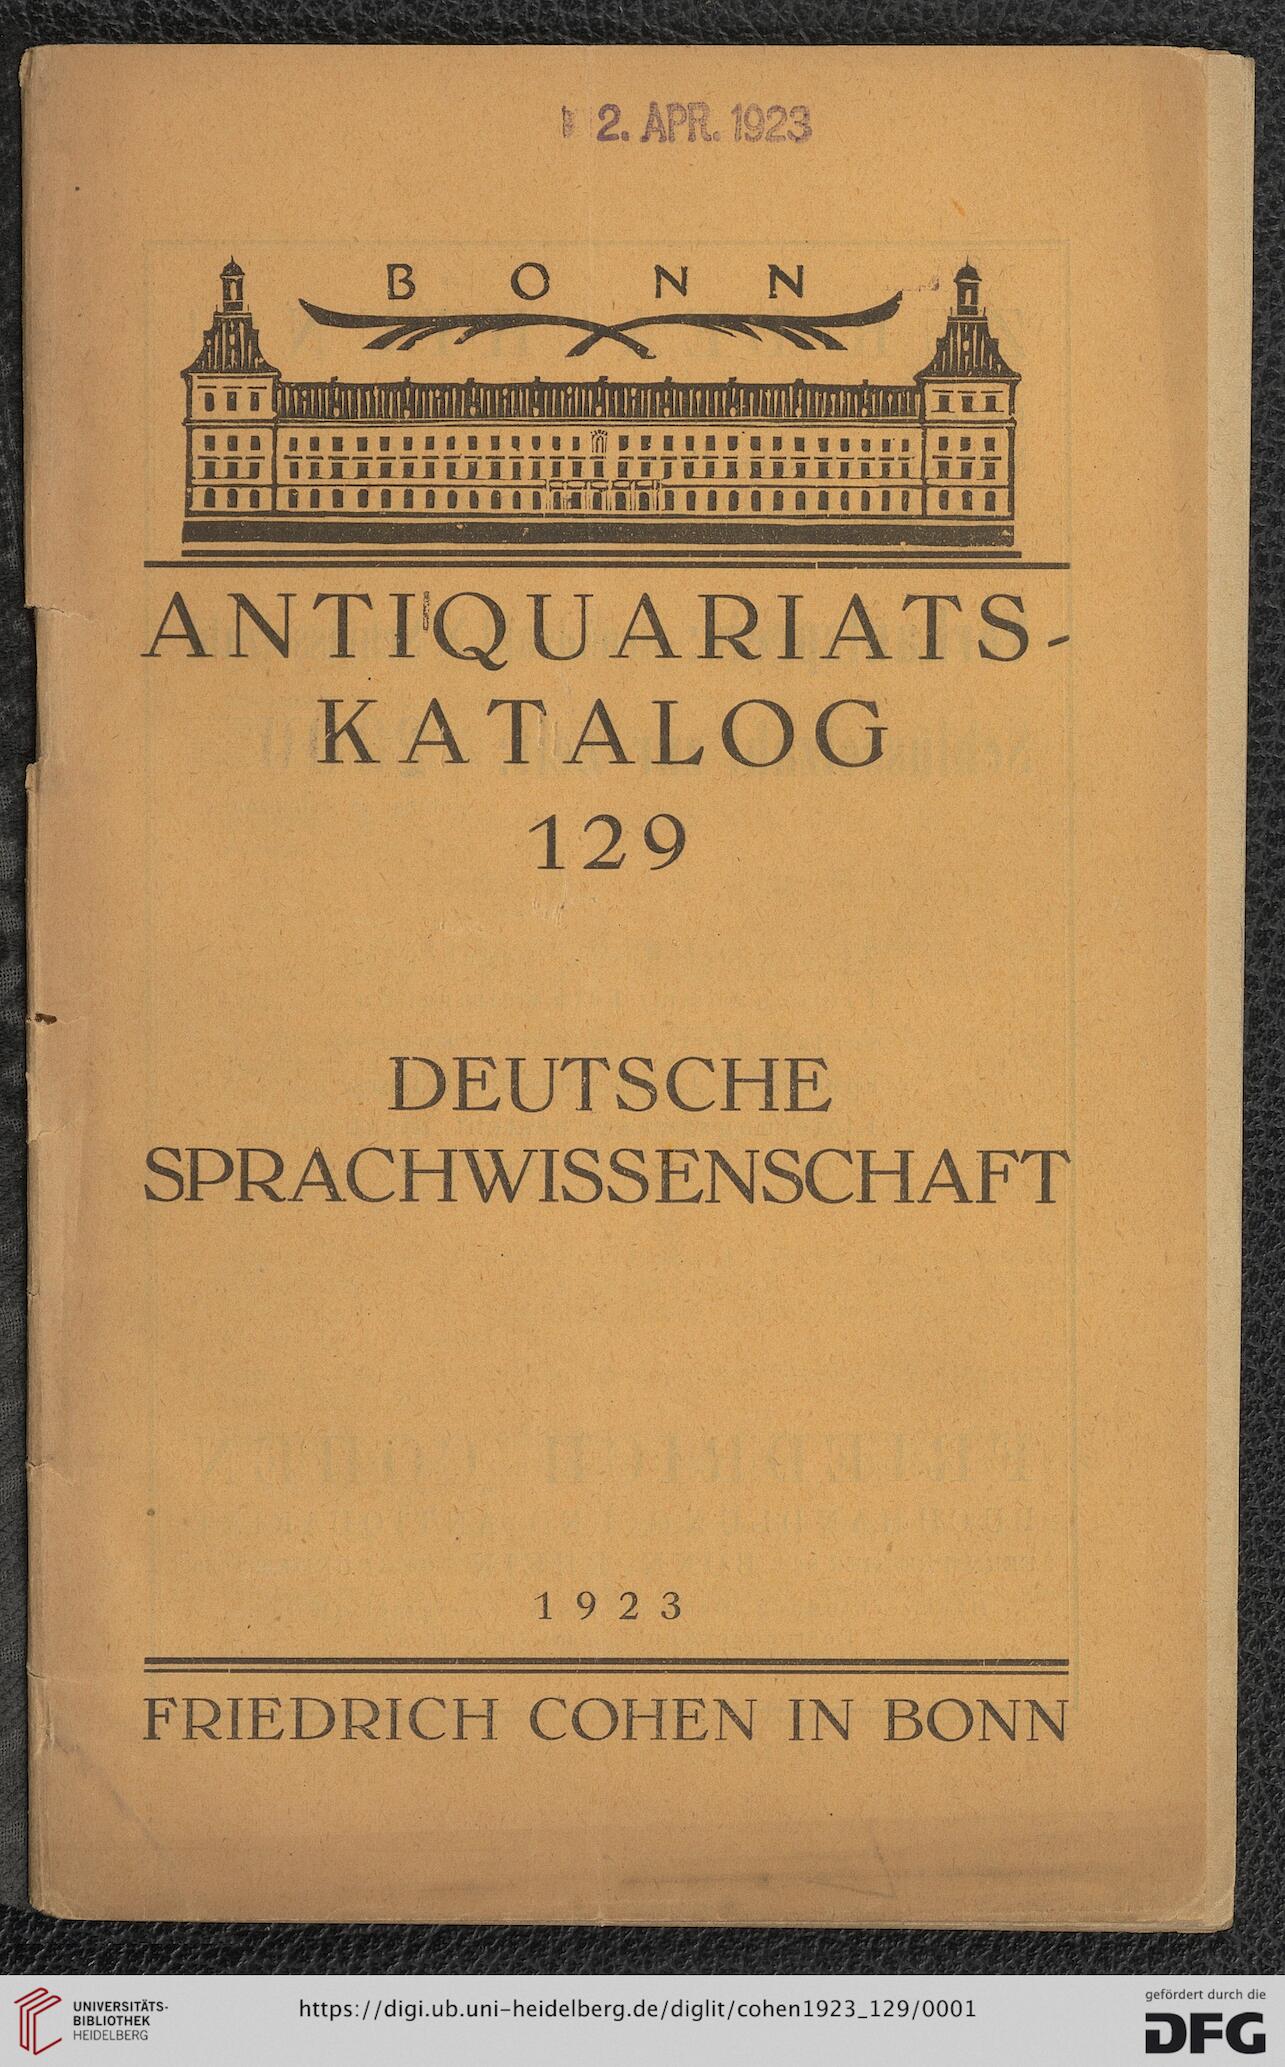 2. APR. 1923
BONN
ANTIQUARIATS-
KATALOG
129
DEUTSCHE
SPRACHWISSENSCHAFT
1923
FRIEDRICH COHEN IN BONN
UNIVERSITÄTS-
BIBLIOTHEK
HEIDELBERG
https://digi.ub.uni-heidelberg.de/diglit/cohen1923_129/0001
gefördert durch die
DFG